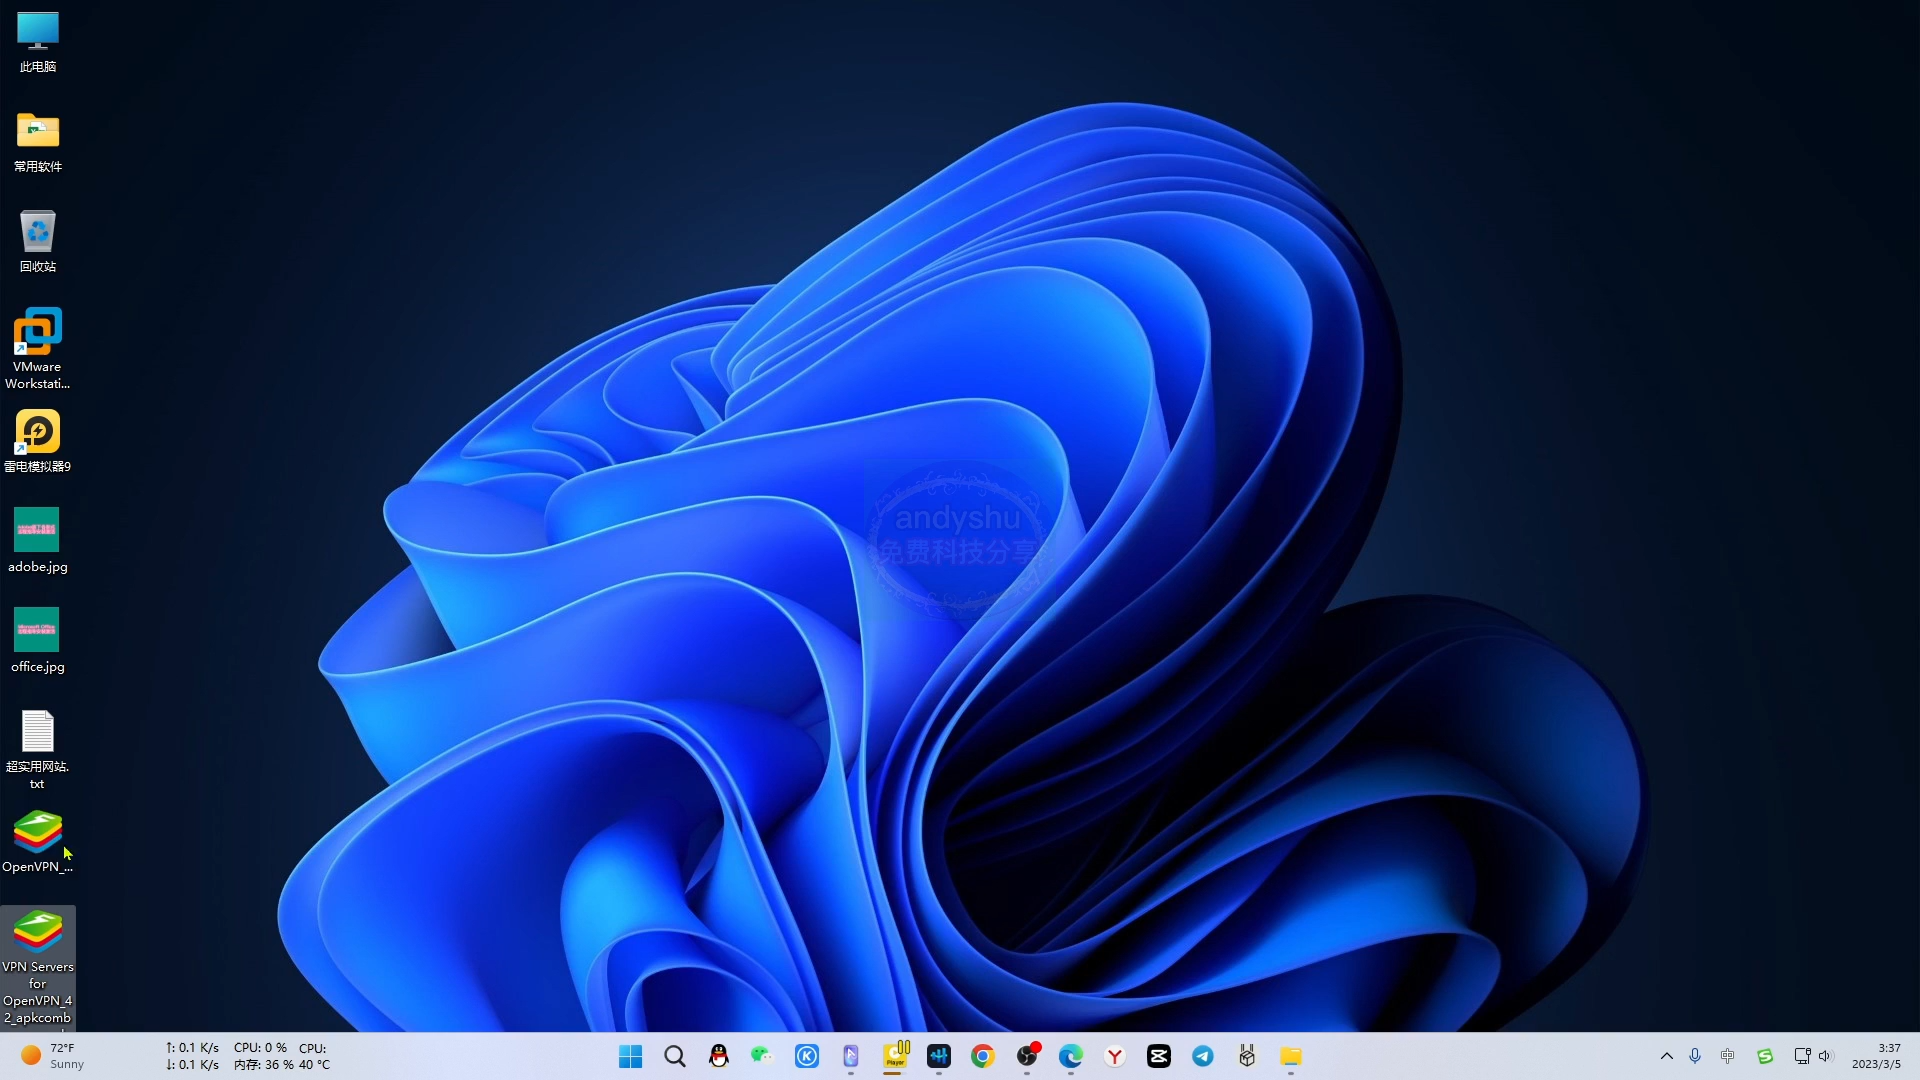 此电脑
常用软件
回收站
VMware
Workstati...
雷电模拟器9
adobe.jpg
office.jpg
超实用网站.
txt
OpenVPN_...
VPN Servers
for
OpenVPN_4
2_apkcomb
andyshu
免费科技分享
72°F
Sunny
↑: 0.1 K/s
↓: 0.1 K/s
CPU: 0 %
内存: 36 %
CPU:
40 °C
Player
中
3:37
2023/3/5